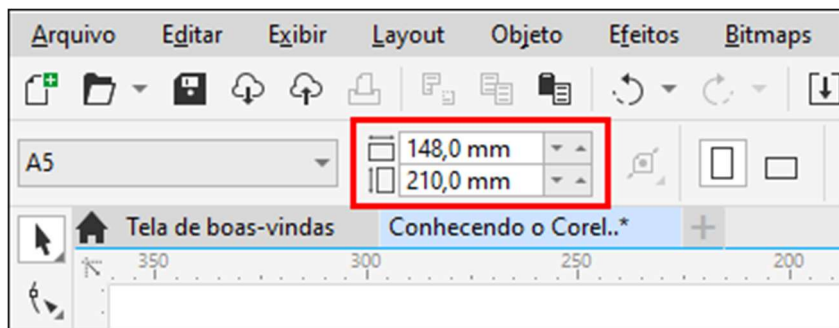 Arquivo Editar Exibir Layout Objeto Efeitos Bitmaps
A5
148,0 mm
210,0 mm
Tela de boas-vindas Conhecendo o Corel..*
350 300 250 200